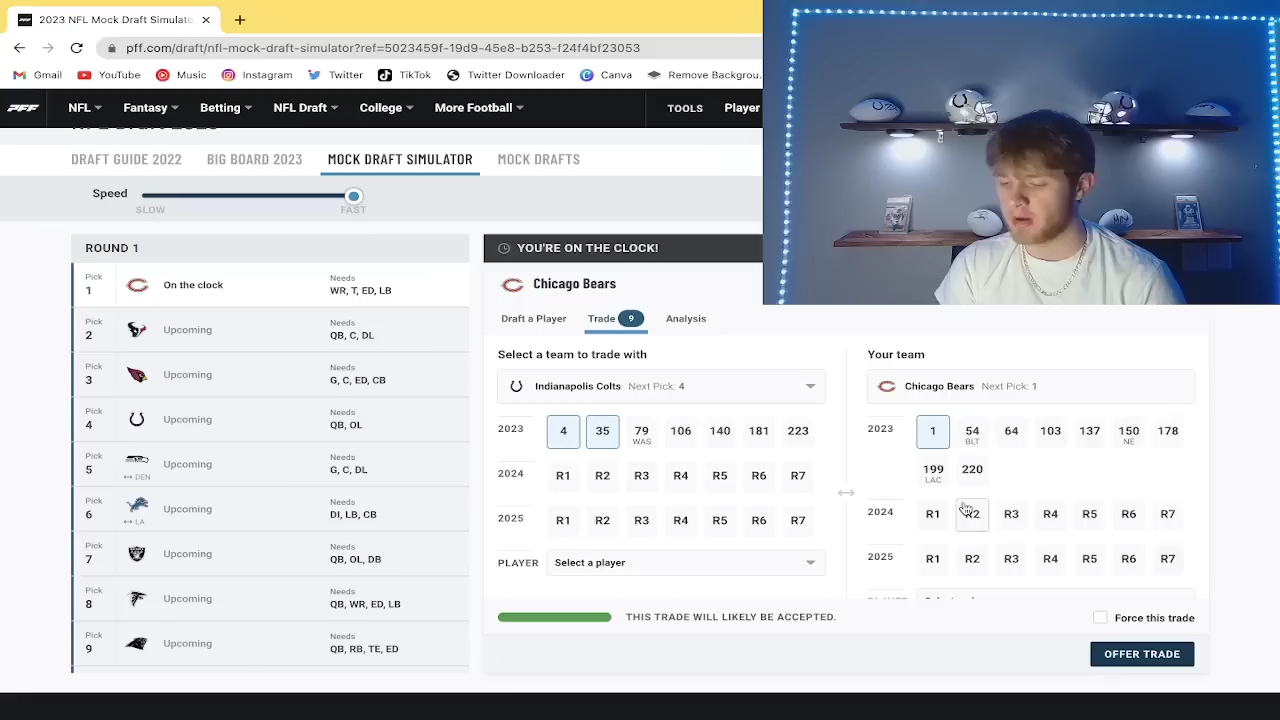 2023 NFL Mock Draft Simulato
pff.com/draft/nfl-mock-draft-simulator?ref=5023459f-19d9-45e8-b253-f24f4bf23053
Gmail YouTube Music Instagram Twitter TikTok Twitter Downloader Canva Remove Backgrou...
PFF NFL Fantasy Betting NFL Draft College More Football TOOLS Player
DRAFT GUIDE 2022 BIG BOARD 2023 MOCK DRAFT SIMULATOR MOCK DRAFTS
Speed
SLOW FAST
ROUND 1
Pick 1 On the clock Needs WR, T, ED, LB
Pick 2 Upcoming Needs QB, C, DL
Pick 3 Upcoming Needs G, C, ED, CB
Pick 4 Upcoming Needs QB, OL
Pick 5 Upcoming Needs G, C, DL
↔ DEN
Pick 6 Upcoming Needs DI, LB, CB
↔ LA
Pick 7 Upcoming Needs QB, OL, DB
Pick 8 Upcoming Needs QB, WR, ED, LB
Pick 9 Upcoming Needs QB, RB, TE, ED
YOU'RE ON THE CLOCK!
Chicago Bears
Draft a Player Trade 9 Analysis
Select a team to trade with
Indianapolis Colts Next Pick: 4
2023 4 35 79 106 140 181 223
WAS
2024 R1 R2 R3 R4 R5 R6 R7
2025 R1 R2 R3 R4 R5 R6 R7
PLAYER Select a player
Your team
Chicago Bears Next Pick: 1
2023 1 54 64 103 137 150 178
BLT NE
199 220
LAC
2024 R1 R2 R3 R4 R5 R6 R7
2025 R1 R2 R3 R4 R5 R6 R7
THIS TRADE WILL LIKELY BE ACCEPTED.
Force this trade
OFFER TRADE